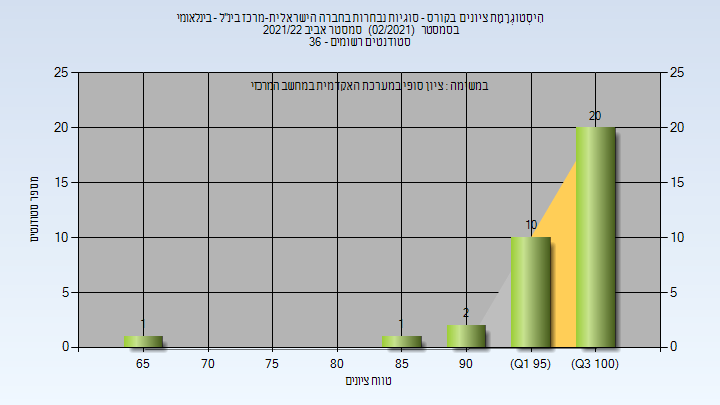 הִיסְטוֹגְרָמַת ציונים בקורס - סוגיות נבחרות בחברה הישראלית-מרכז בינ"ל - בינלאומי
בסמסטר (02/2021) סמסטר אביב 2021/22
סטודנטים רשומים - 36
במשימה : ציון סופי במערכת האקדמית במחשב המרכזי
25 25
20 20
15 15
10 10
5 5
0 0
מספר סטודנטים
1 1 2 10 20
65 70 75 80 85 90 (Q1 95) (Q3 100)
טווח ציונים